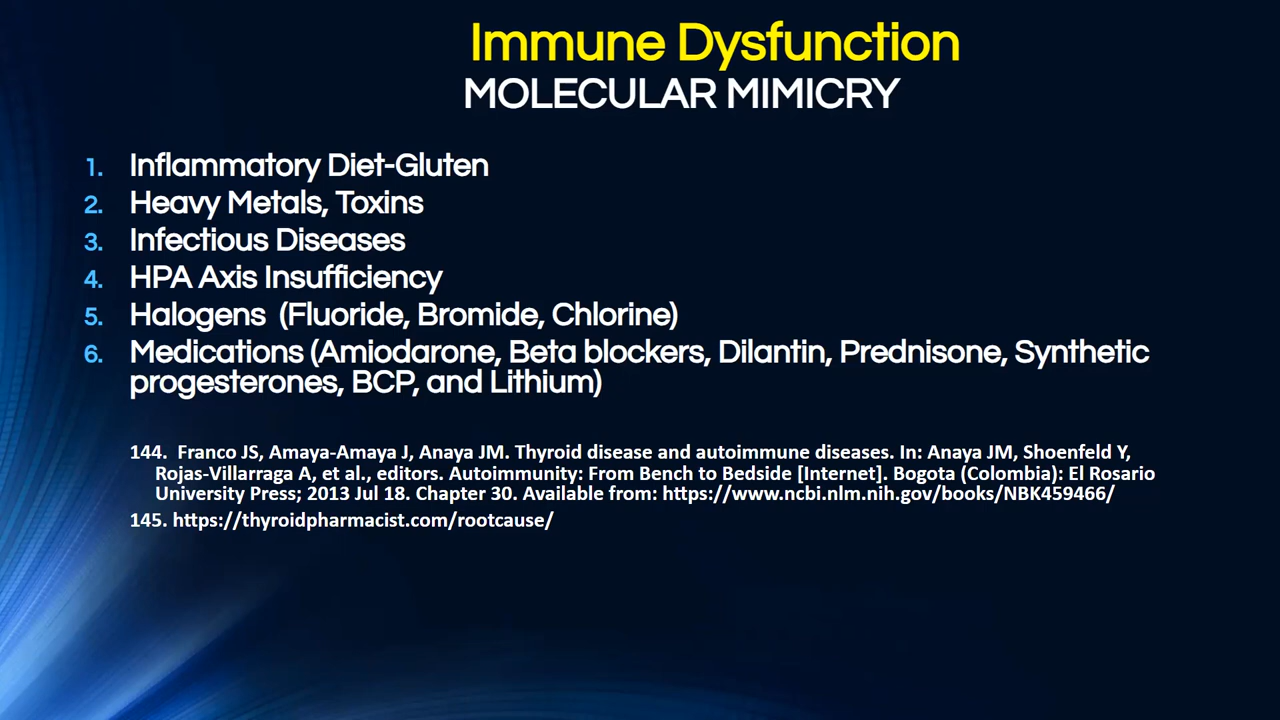 Immune Dysfunction
MOLECULAR MIMICRY
1. Inflammatory Diet-Gluten
2. Heavy Metals, Toxins
3. Infectious Diseases
4. HPA Axis Insufficiency
5. Halogens (Fluoride, Bromide, Chlorine)
6. Medications (Amiodarone, Beta blockers, Dilantin, Prednisone, Synthetic
progesterones, BCP, and Lithium)
144. Franco JS, Amaya-Amaya J, Anaya JM. Thyroid disease and autoimmune diseases. In: Anaya JM, Shoenfeld Y,
Rojas-Villarraga A, et al., editors. Autoimmunity: From Bench to Bedside [Internet]. Bogota (Colombia): El Rosario
University Press; 2013 Jul 18. Chapter 30. Available from: https://www.ncbi.nlm.nih.gov/books/NBK459466/
145. https://thyroidpharmacist.com/rootcause/